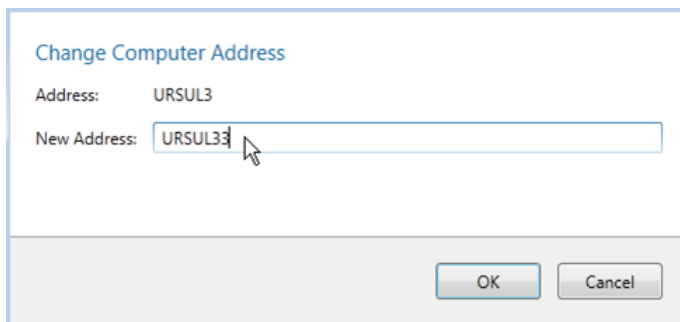 Change Computer Address
Address: URSUL3
New Address: URSUL33
OK Cancel